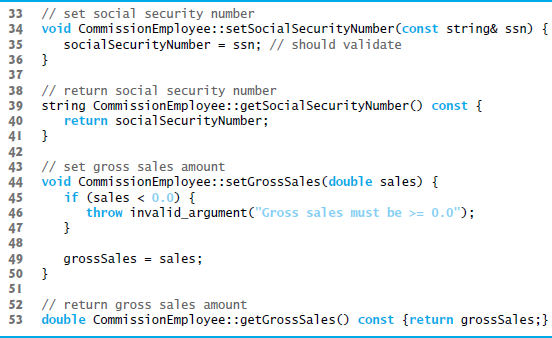 33 // set social security number
34 void CommissionEmployee::setSocialSecurityNumber(const string& ssn) {
35    socialSecurityNumber = ssn; // should validate
36 }
37
38 // return social security number
39 string CommissionEmployee::getSocialSecurityNumber() const {
40    return socialSecurityNumber;
41 }
42
43 // set gross sales amount
44 void CommissionEmployee::setGrossSales(double sales) {
45    if (sales < 0.0) {
46       throw invalid_argument("Gross sales must be >= 0.0");
47    }
48
49    grossSales = sales;
50 }
51
52 // return gross sales amount
53 double CommissionEmployee::getGrossSales() const {return grossSales;}